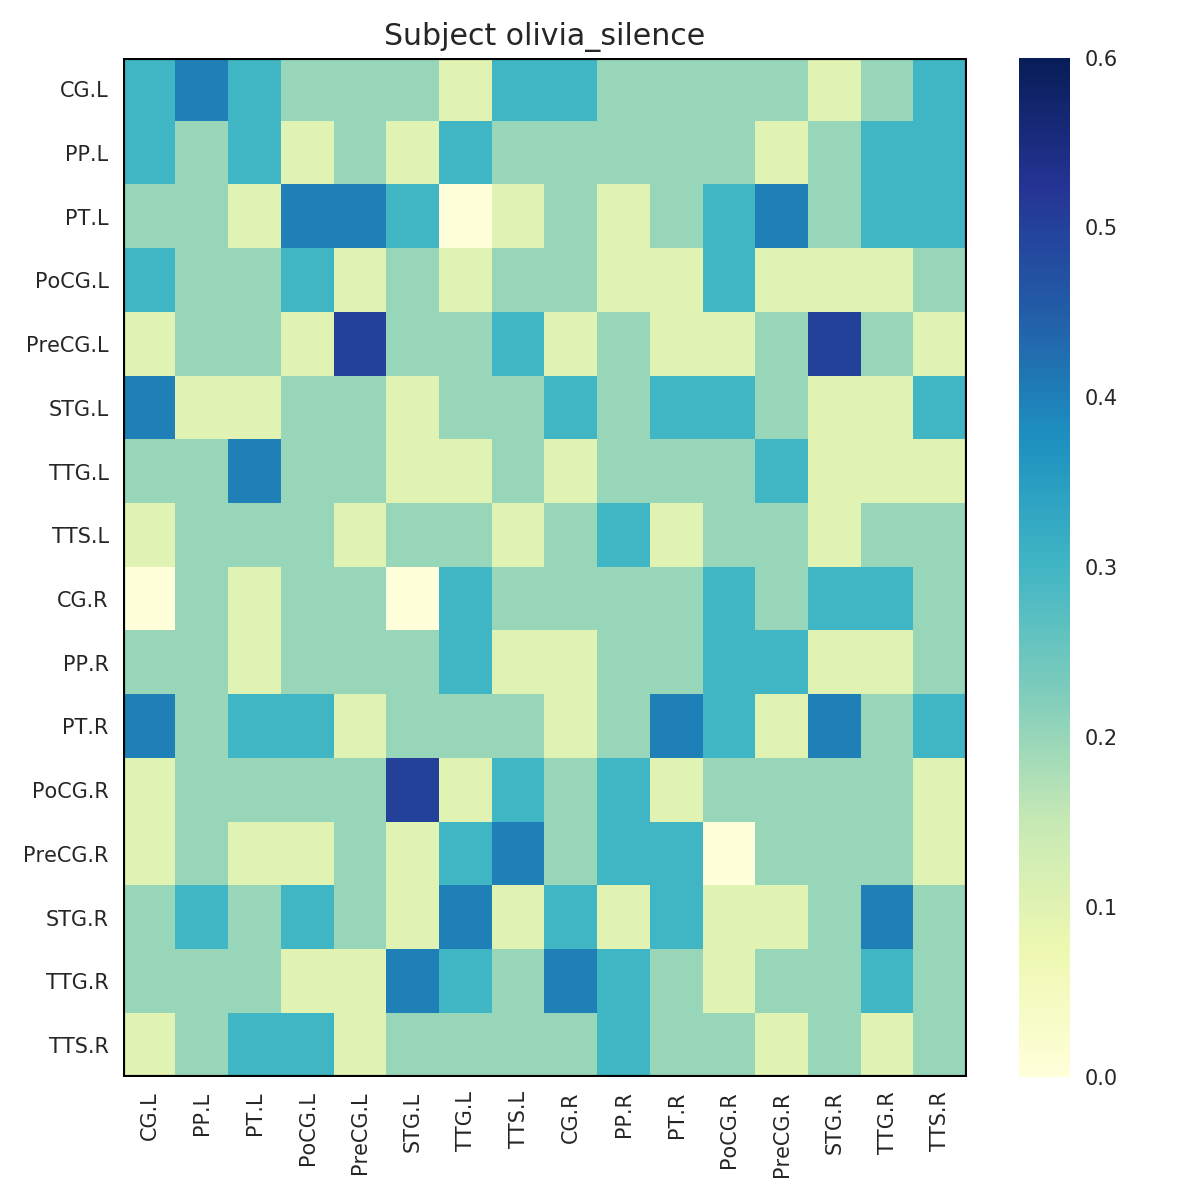 Subject olivia_silence
CG.L
PP.L
PT.L
PoCG.L
PreCG.L
STG.L
TTG.L
TTS.L
CG.R
PP.R
PT.R
PoCG.R
PreCG.R
STG.R
TTG.R
TTS.R
CG.L
PP.L
PT.L
PoCG.L
PreCG.L
STG.L
TTG.L
TTS.L
CG.R
PP.R
PT.R
PoCG.R
PreCG.R
STG.R
TTG.R
TTS.R
0.6
0.5
0.4
0.3
0.2
0.1
0.0